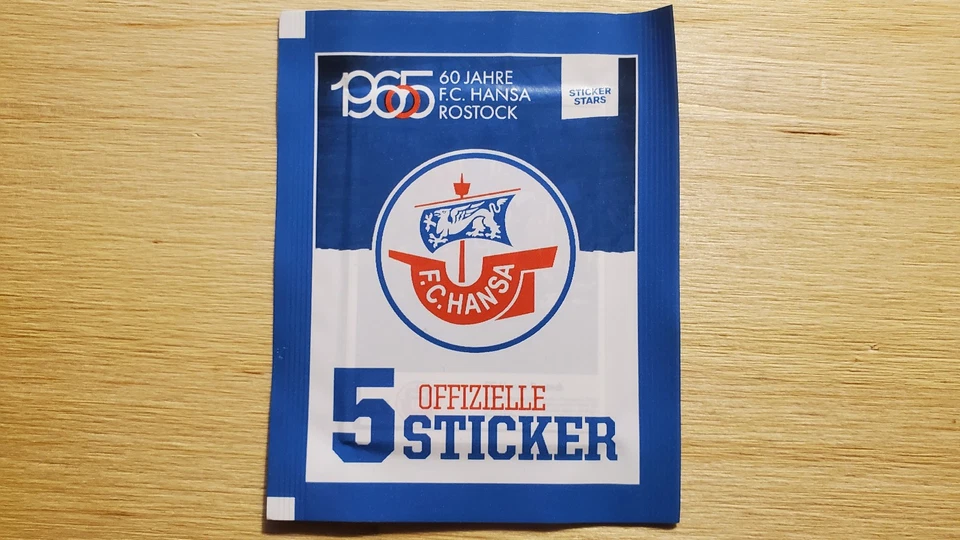 1965
60 JAHRE
F.C. HANSA
ROSTOCK
STICKER
STARS
F.C.HANSA
5
OFFIZIELLE
STICKER